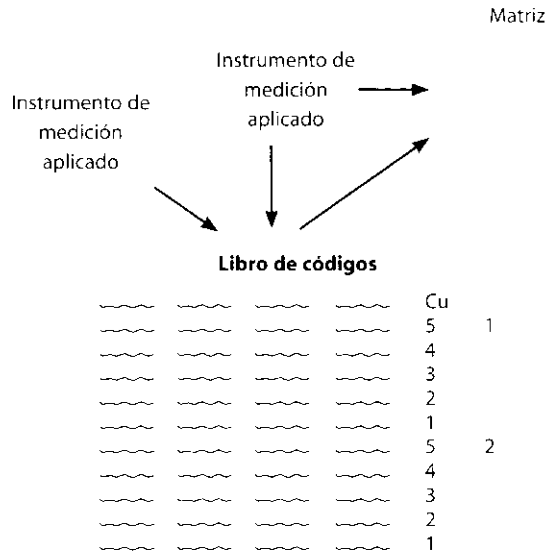 Matriz
Instrumento de
medición
aplicado
Instrumento de
medición
aplicado
Libro de códigos
Cu
5 1
4
3
2
1
5 2
4
3
2
1